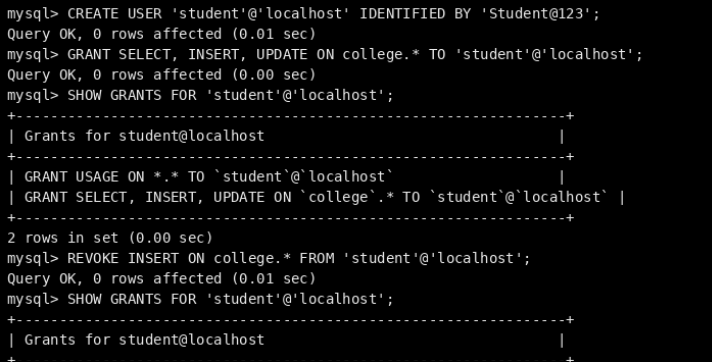 mysql> CREATE USER 'student'@'localhost' IDENTIFIED BY 'Student@123';
Query OK, 0 rows affected (0.01 sec)
mysql> GRANT SELECT, INSERT, UPDATE ON college.* TO 'student'@'localhost';
Query OK, 0 rows affected (0.00 sec)
mysql> SHOW GRANTS FOR 'student'@'localhost';
+----------------------------------------------------------------+
| Grants for student@localhost                                  |
+----------------------------------------------------------------+
| GRANT USAGE ON *.* TO `student`@`localhost`                   |
| GRANT SELECT, INSERT, UPDATE ON `college`.* TO `student`@`localhost` |
+----------------------------------------------------------------+
2 rows in set (0.00 sec)
mysql> REVOKE INSERT ON college.* FROM 'student'@'localhost';
Query OK, 0 rows affected (0.01 sec)
mysql> SHOW GRANTS FOR 'student'@'localhost';
+----------------------------------------------------------------+
| Grants for student@localhost                                  |
+----------------------------------------------------------------+